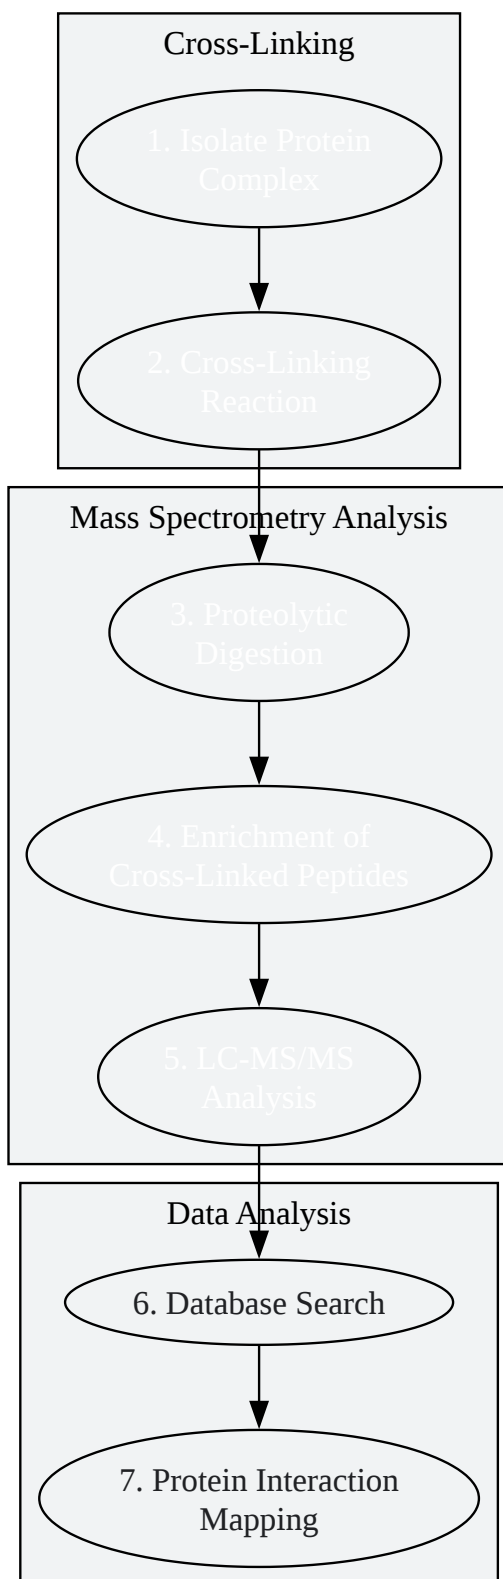 Cross-Linking
1. Isolate Protein
Complex
2. Cross-Linking
Reaction
Mass Spectrometry Analysis
3. Proteolytic
Digestion
4. Enrichment of
Cross-Linked Peptides
5. LC-MS/MS
Analysis
Data Analysis
6. Database Search
7. Protein Interaction
Mapping